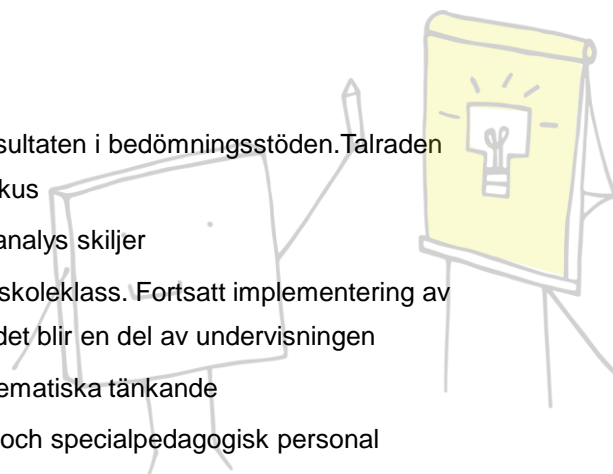 sultaten i bedömningsstöden.Talraden
kus
analys skiljer
skoleklass. Fortsatt implementering av
det blir en del av undervisningen
ematiska tänkande
och specialpedagogisk personal